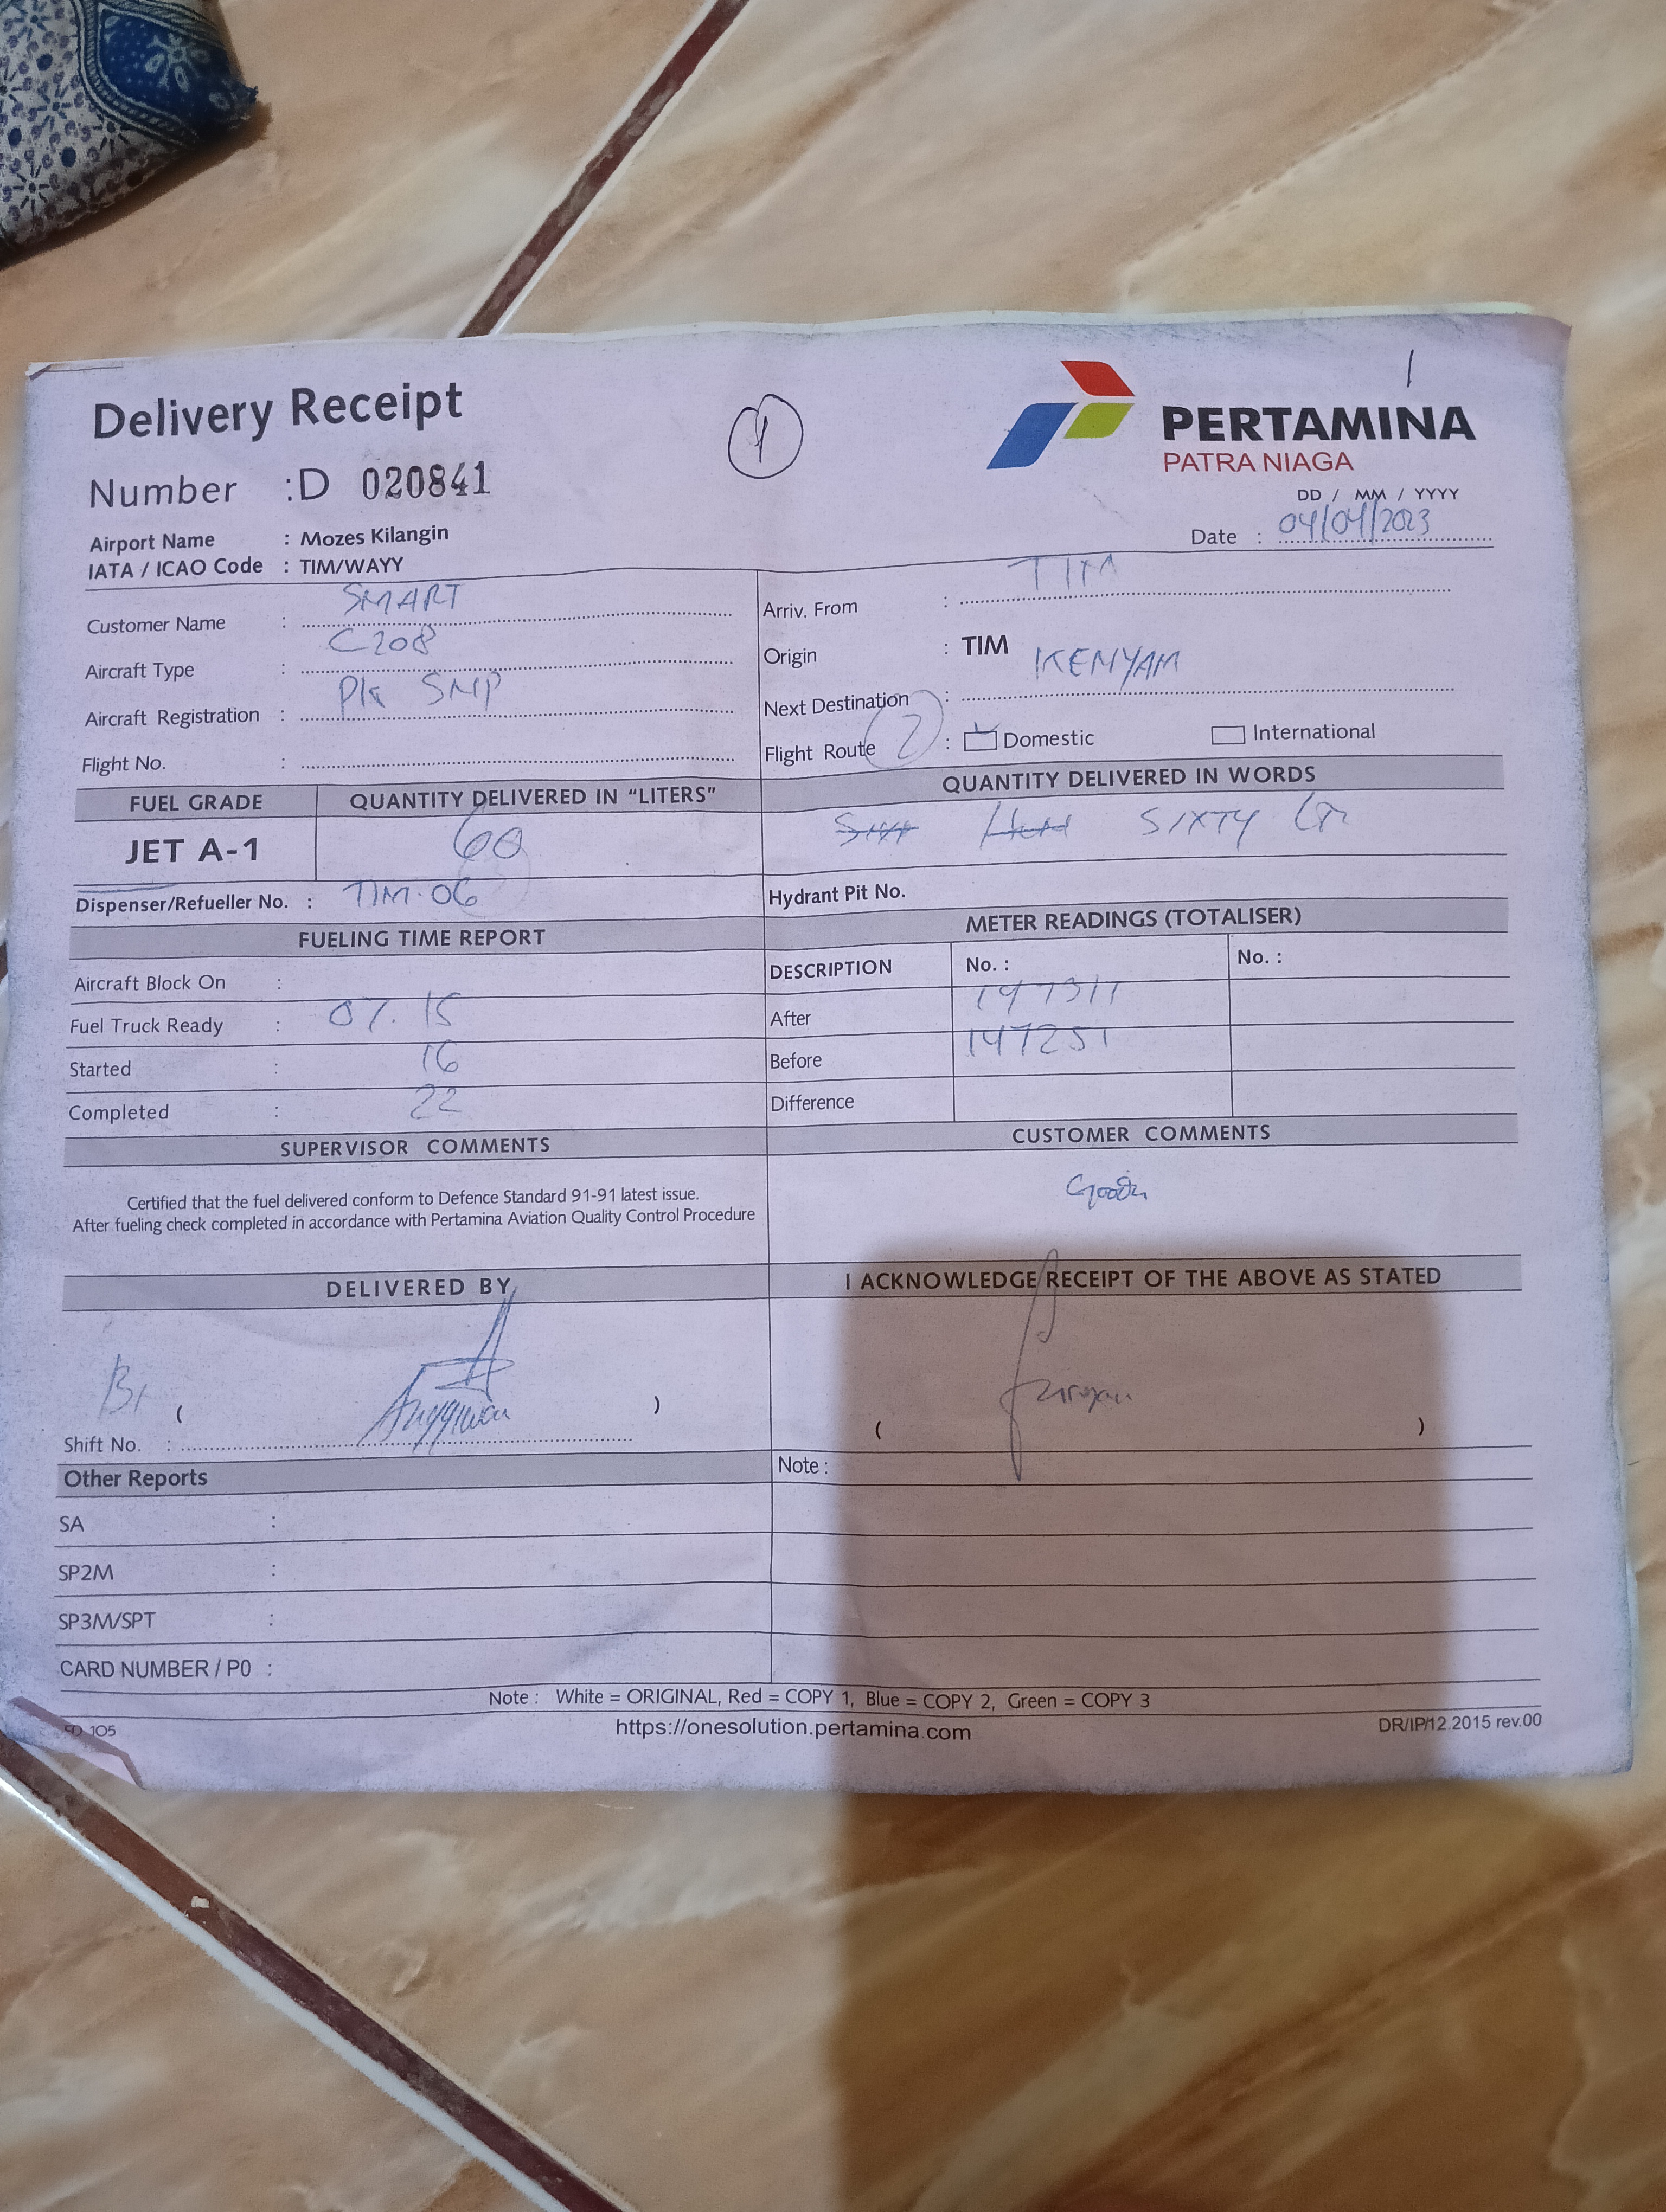 Delivery Receipt
1
1
PERTAMINA
PATRA NIAGA
Number : D 020841
DD / MM / YYYY
Date : 04/04/2023
Airport Name : Mozes Kilangin
IATA / ICAO Code : TIM/WAYY
Customer Name : SMART
Aircraft Type : C208
Aircraft Registration : PK SNP
Flight No. :
Arriv. From : TIM
Origin : TIM
Next Destination : KENYAM
Flight Route : Domestic International
2
FUEL GRADE QUANTITY DELIVERED IN "LITERS" QUANTITY DELIVERED IN WORDS
JET A-1 60 SIXTY
Dispenser/Refueller No. : TIM.06 Hydrant Pit No.
FUELING TIME REPORT
Aircraft Block On :
Fuel Truck Ready : 07.15
Started : 16
Completed : 22
METER READINGS (TOTALISER)
DESCRIPTION No. : No. :
After 147311
Before 147251
Difference
SUPERVISOR COMMENTS
Certified that the fuel delivered conform to Defence Standard 91-91 latest issue.
After fueling check completed in accordance with Pertamina Aviation Quality Control Procedure
CUSTOMER COMMENTS
DELIVERED BY
( )
Shift No. :
I ACKNOWLEDGE RECEIPT OF THE ABOVE AS STATED
( )
Other Reports
SA :
SP2M :
SP3M/SPT :
CARD NUMBER / P0 :
Note :
Note : White = ORIGINAL, Red = COPY 1, Blue = COPY 2, Green = COPY 3
105
https://onesolution.pertamina.com
DR/IP/12.2015 rev.00